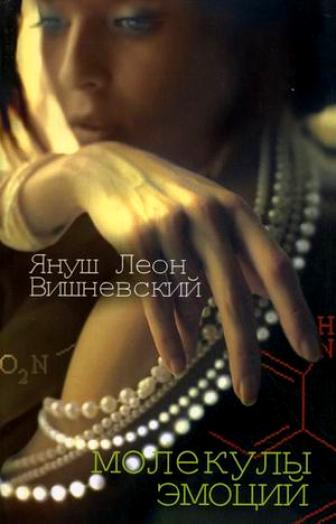 Януш Леон
Вишневский
O₂N
H
N
молекулы
эмоций